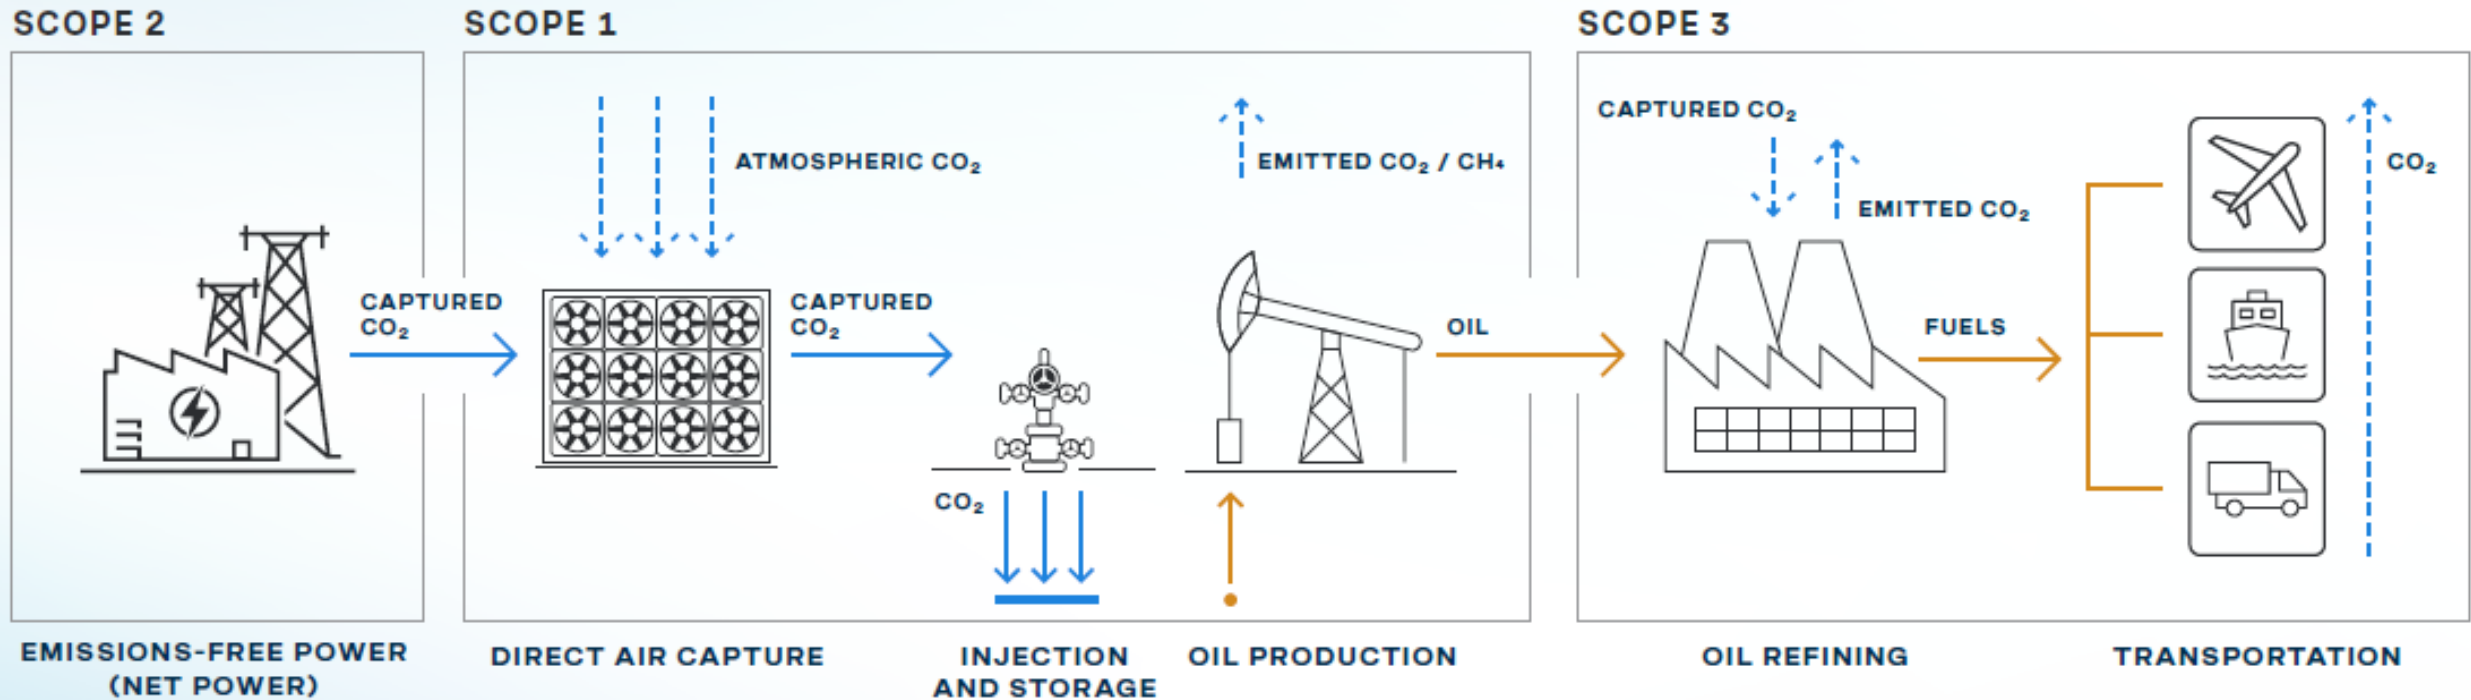 SCOPE 2
EMISSIONS-FREE POWER
(NET POWER)
CAPTURED
CO₂
SCOPE 1
ATMOSPHERIC CO₂
DIRECT AIR CAPTURE
CAPTURED
CO₂
CO₂
INJECTION
AND STORAGE
EMITTED CO₂ / CH₄
OIL PRODUCTION
OIL
SCOPE 3
CAPTURED CO₂
EMITTED CO₂
OIL REFINING
FUELS
CO₂
TRANSPORTATION